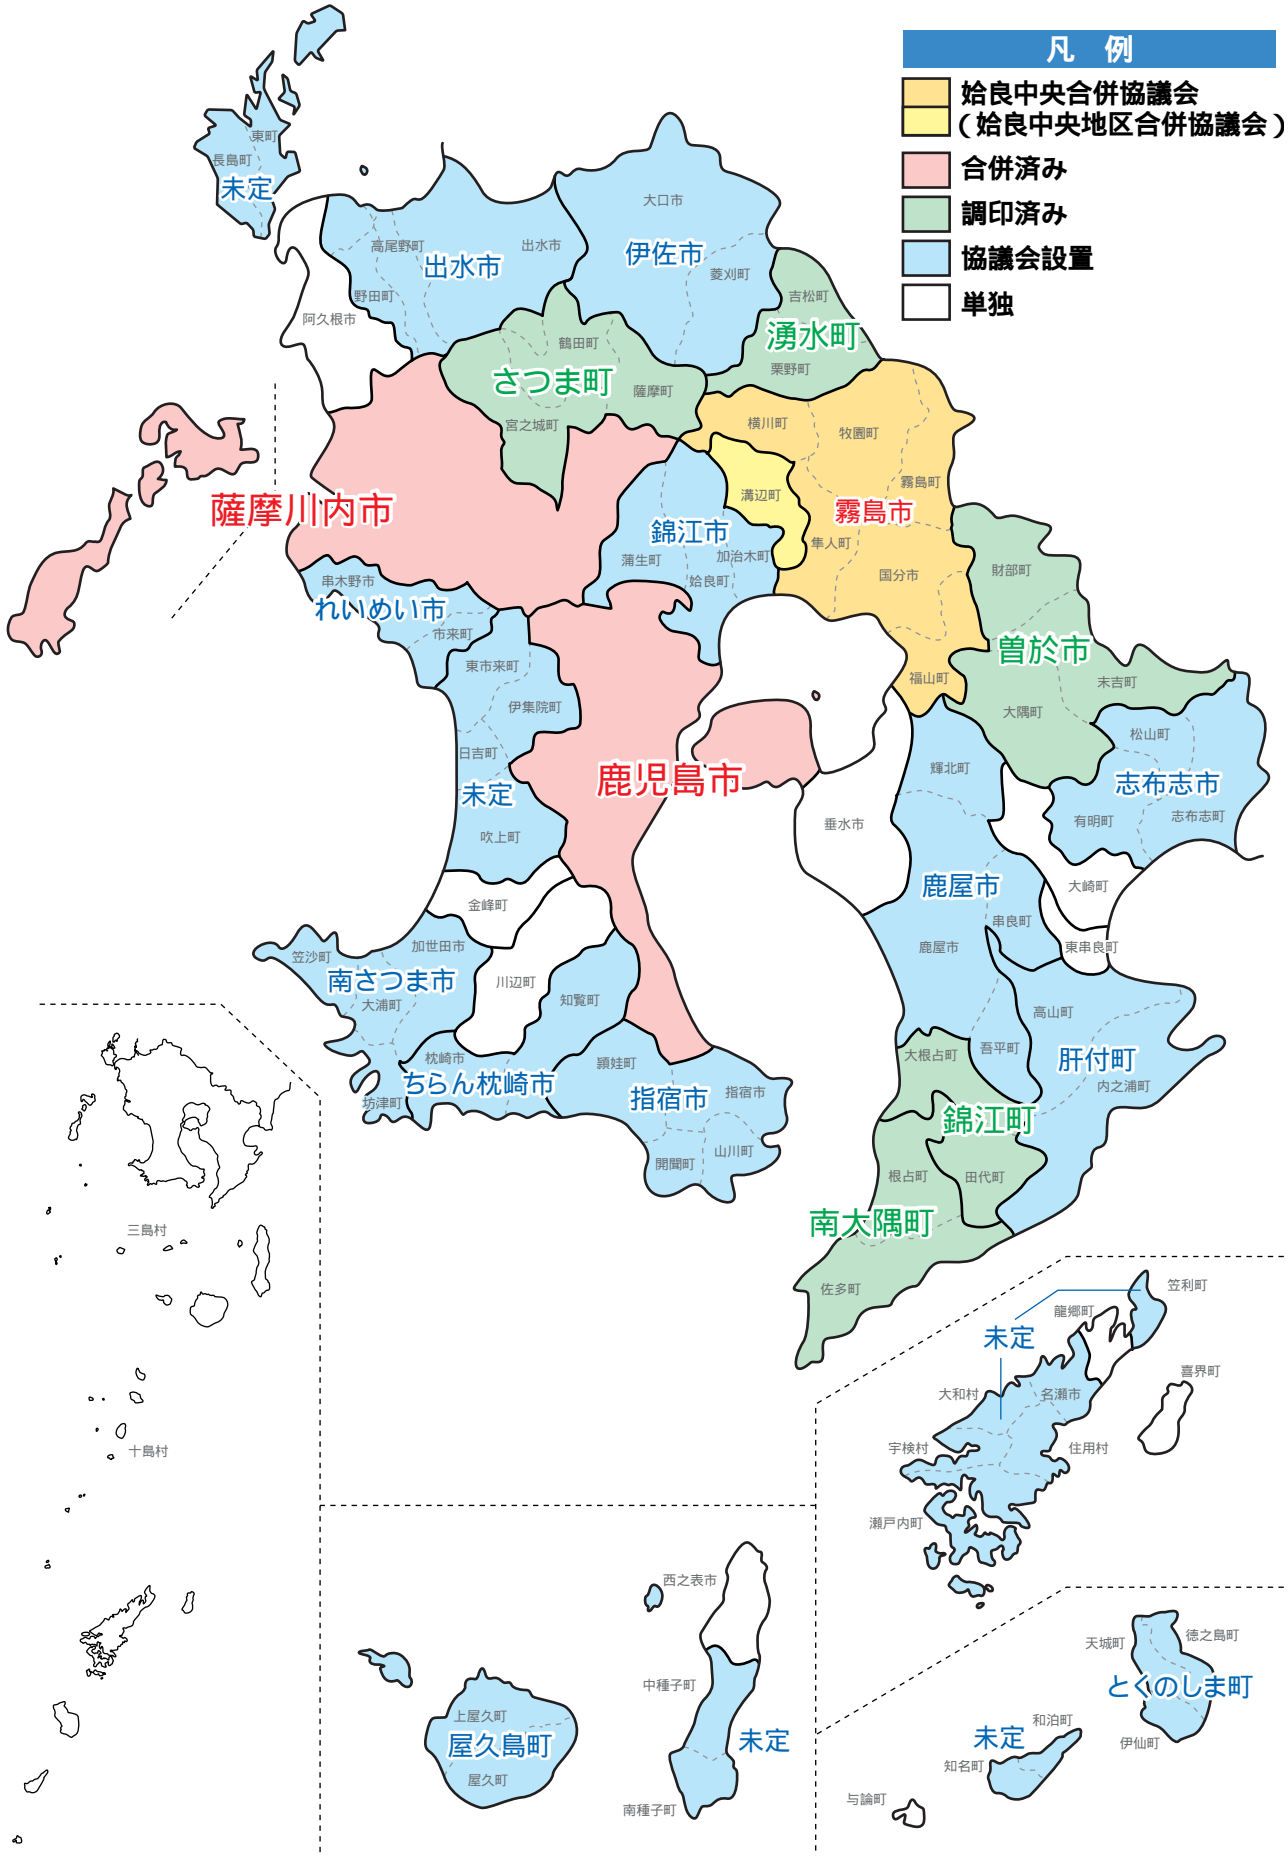 凡 例
姶良中央合併協議会
（姶良中央地区合併協議会）
合併済み
調印済み
協議会設置
単独
東町
長島町
未定
大口市
高尾野町
出水市
出水市
伊佐市
菱刈町
野田町
吉松町
阿久根市
湧水町
鶴田町
栗野町
さつま町
薩摩町
宮之城町
横川町
牧園町
霧島町
溝辺町
薩摩川内市
霧島市
錦江市
隼人町
蒲生町
加治木町
姶良町
国分市
財部町
串木野市
れいめい市
市来町
曽於市
東市来町
福山町
末吉町
伊集院町
大隅町
松山町
日吉町
輝北町
鹿児島市
志布志市
未定
吹上町
垂水市
有明町
志布志町
鹿屋市
大崎町
金峰町
串良町
加世田市
鹿屋市
東串良町
笠沙町
南さつま市
川辺町
知覧町
大浦町
高山町
枕崎市
頴娃町
大根占町
吾平町
肝付町
ちらん枕崎市
指宿市
指宿市
内之浦町
坊津町
錦江町
開聞町
山川町
根占町
田代町
南大隅町
三島村
佐多町
笠利町
龍郷町
未定
喜界町
大和村
名瀬市
十島村
宇検村
住用村
瀬戸内町
西之表市
天城町
徳之島町
中種子町
とくのしま町
上屋久町
和泊町
屋久島町
未定
未定
伊仙町
知名町
屋久町
与論町
南種子町